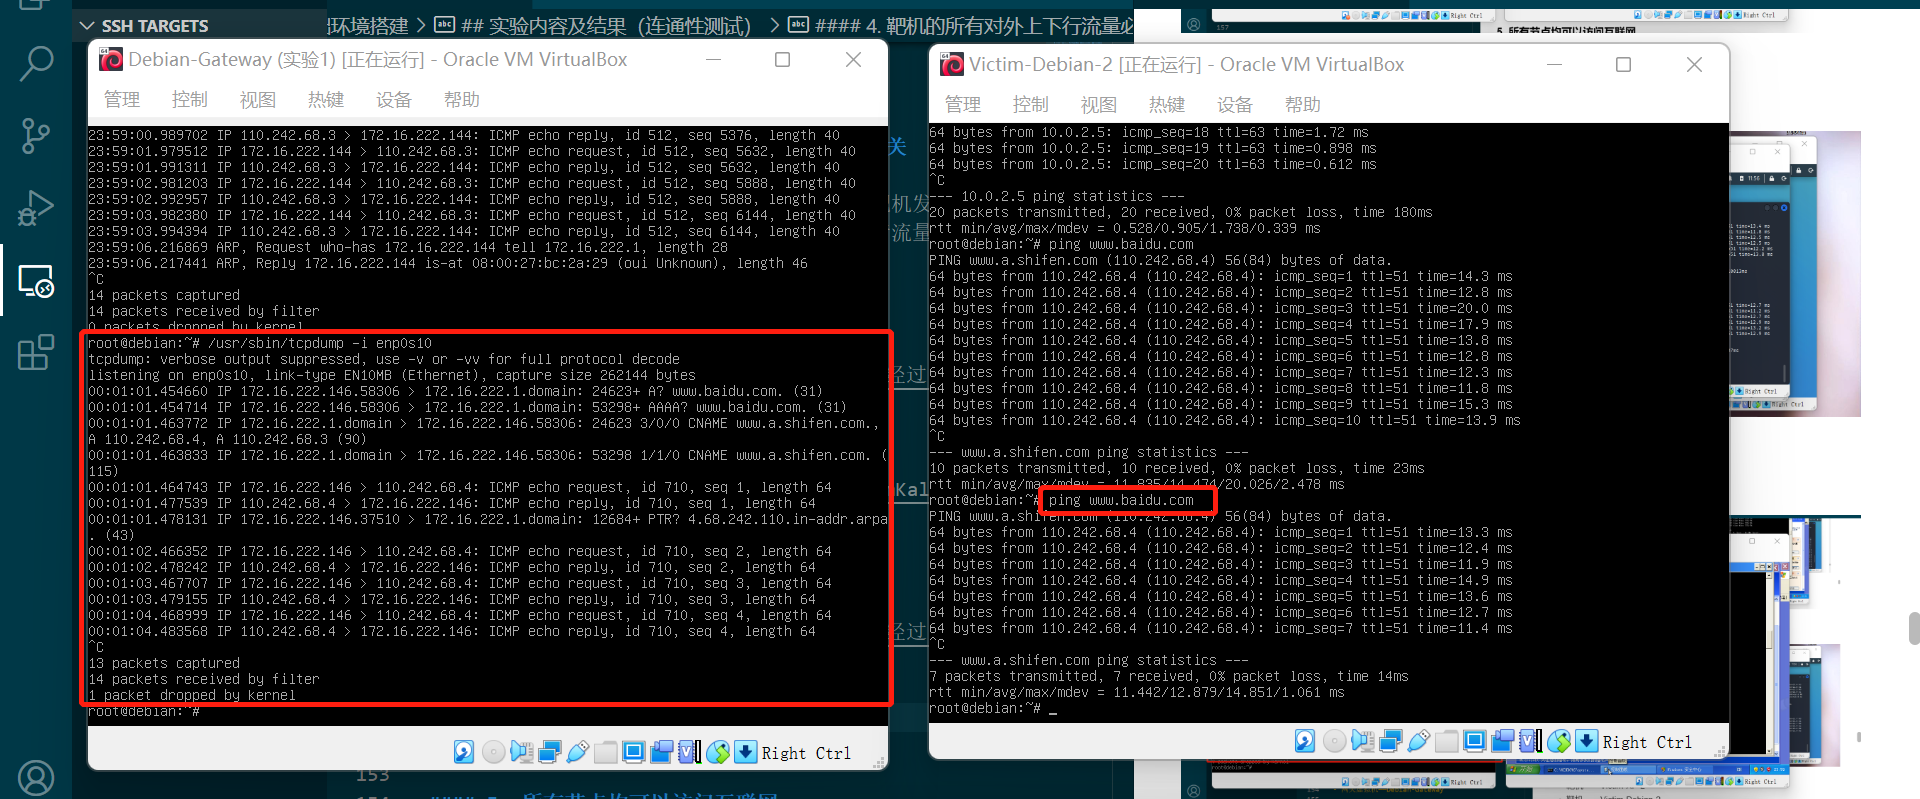 SSH TARGETS
环境搭建 > ## 实验内容及结果（连通性测试） > #### 4. 靶机的所有对外上下行流量必
Debian-Gateway (实验1) [正在运行] - Oracle VM VirtualBox
管理 控制 视图 热键 设备 帮助
23:59:00.989702 IP 110.242.68.3 > 172.16.222.144: ICMP echo reply, id 512, seq 5376, length 40
23:59:01.979512 IP 172.16.222.144 > 110.242.68.3: ICMP echo request, id 512, seq 5632, length 40
23:59:01.991311 IP 110.242.68.3 > 172.16.222.144: ICMP echo reply, id 512, seq 5632, length 40
23:59:02.981203 IP 172.16.222.144 > 110.242.68.3: ICMP echo request, id 512, seq 5888, length 40
23:59:02.992957 IP 110.242.68.3 > 172.16.222.144: ICMP echo reply, id 512, seq 5888, length 40
23:59:03.982380 IP 172.16.222.144 > 110.242.68.3: ICMP echo request, id 512, seq 6144, length 40
23:59:03.994394 IP 110.242.68.3 > 172.16.222.144: ICMP echo reply, id 512, seq 6144, length 40
23:59:06.216869 ARP, Request who-has 172.16.222.144 tell 172.16.222.1, length 28
23:59:06.217441 ARP, Reply 172.16.222.144 is-at 08:00:27:bc:2a:29 (oui Unknown), length 46
^C
14 packets captured
14 packets received by filter
0 packets dropped by kernel
root@debian:~# /usr/sbin/tcpdump -i enp0s10
tcpdump: verbose output suppressed, use -v or -vv for full protocol decode
listening on enp0s10, link-type EN10MB (Ethernet), capture size 262144 bytes
00:01:01.454660 IP 172.16.222.146.58306 > 172.16.222.1.domain: 24623+ A? www.baidu.com. (31)
00:01:01.454714 IP 172.16.222.146.58306 > 172.16.222.1.domain: 53298+ AAAA? www.baidu.com. (31)
00:01:01.463772 IP 172.16.222.1.domain > 172.16.222.146.58306: 24623 3/0/0 CNAME www.a.shifen.com.,
A 110.242.68.4, A 110.242.68.3 (90)
00:01:01.463833 IP 172.16.222.1.domain > 172.16.222.146.58306: 53298 1/1/0 CNAME www.a.shifen.com. (
115)
00:01:01.464743 IP 172.16.222.146 > 110.242.68.4: ICMP echo request, id 710, seq 1, length 64
00:01:01.477539 IP 110.242.68.4 > 172.16.222.146: ICMP echo reply, id 710, seq 1, length 64
00:01:01.478131 IP 172.16.222.146.37510 > 172.16.222.1.domain: 12684+ PTR? 4.68.242.110.in-addr.arpa
. (43)
00:01:02.466352 IP 172.16.222.146 > 110.242.68.4: ICMP echo request, id 710, seq 2, length 64
00:01:02.478242 IP 110.242.68.4 > 172.16.222.146: ICMP echo reply, id 710, seq 2, length 64
00:01:03.467707 IP 172.16.222.146 > 110.242.68.4: ICMP echo request, id 710, seq 3, length 64
00:01:03.479155 IP 110.242.68.4 > 172.16.222.146: ICMP echo reply, id 710, seq 3, length 64
00:01:04.468999 IP 172.16.222.146 > 110.242.68.4: ICMP echo request, id 710, seq 4, length 64
00:01:04.483568 IP 110.242.68.4 > 172.16.222.146: ICMP echo reply, id 710, seq 4, length 64
^C
13 packets captured
14 packets received by filter
1 packet dropped by kernel
root@debian:~#
Right Ctrl
153
关
机发
流量
经过
Kal
经过
Victim-Debian-2 [正在运行] - Oracle VM VirtualBox
管理 控制 视图 热键 设备 帮助
64 bytes from 10.0.2.5: icmp_seq=18 ttl=63 time=1.72 ms
64 bytes from 10.0.2.5: icmp_seq=19 ttl=63 time=0.898 ms
64 bytes from 10.0.2.5: icmp_seq=20 ttl=63 time=0.612 ms
^C
--- 10.0.2.5 ping statistics ---
20 packets transmitted, 20 received, 0% packet loss, time 180ms
rtt min/avg/max/mdev = 0.528/0.905/1.738/0.339 ms
root@debian:~# ping www.baidu.com
PING www.a.shifen.com (110.242.68.4) 56(84) bytes of data.
64 bytes from 110.242.68.4 (110.242.68.4): icmp_seq=1 ttl=51 time=14.3 ms
64 bytes from 110.242.68.4 (110.242.68.4): icmp_seq=2 ttl=51 time=12.8 ms
64 bytes from 110.242.68.4 (110.242.68.4): icmp_seq=3 ttl=51 time=20.0 ms
64 bytes from 110.242.68.4 (110.242.68.4): icmp_seq=4 ttl=51 time=17.9 ms
64 bytes from 110.242.68.4 (110.242.68.4): icmp_seq=5 ttl=51 time=13.8 ms
64 bytes from 110.242.68.4 (110.242.68.4): icmp_seq=6 ttl=51 time=12.8 ms
64 bytes from 110.242.68.4 (110.242.68.4): icmp_seq=7 ttl=51 time=12.3 ms
64 bytes from 110.242.68.4 (110.242.68.4): icmp_seq=8 ttl=51 time=11.8 ms
64 bytes from 110.242.68.4 (110.242.68.4): icmp_seq=9 ttl=51 time=15.3 ms
64 bytes from 110.242.68.4 (110.242.68.4): icmp_seq=10 ttl=51 time=13.9 ms
^C
--- www.a.shifen.com ping statistics ---
10 packets transmitted, 10 received, 0% packet loss, time 23ms
rtt min/avg/max/mdev = 11.835/14.474/20.026/2.478 ms
root@debian:~# ping www.baidu.com
PING www.a.shifen.com (110.242.68.4) 56(84) bytes of data.
64 bytes from 110.242.68.4 (110.242.68.4): icmp_seq=1 ttl=51 time=13.3 ms
64 bytes from 110.242.68.4 (110.242.68.4): icmp_seq=2 ttl=51 time=12.4 ms
64 bytes from 110.242.68.4 (110.242.68.4): icmp_seq=3 ttl=51 time=11.9 ms
64 bytes from 110.242.68.4 (110.242.68.4): icmp_seq=4 ttl=51 time=14.9 ms
64 bytes from 110.242.68.4 (110.242.68.4): icmp_seq=5 ttl=51 time=13.6 ms
64 bytes from 110.242.68.4 (110.242.68.4): icmp_seq=6 ttl=51 time=12.7 ms
64 bytes from 110.242.68.4 (110.242.68.4): icmp_seq=7 ttl=51 time=11.4 ms
^C
--- www.a.shifen.com ping statistics ---
7 packets transmitted, 7 received, 0% packet loss, time 14ms
rtt min/avg/max/mdev = 11.442/12.879/14.851/1.061 ms
root@debian:~# _
Right Ctrl